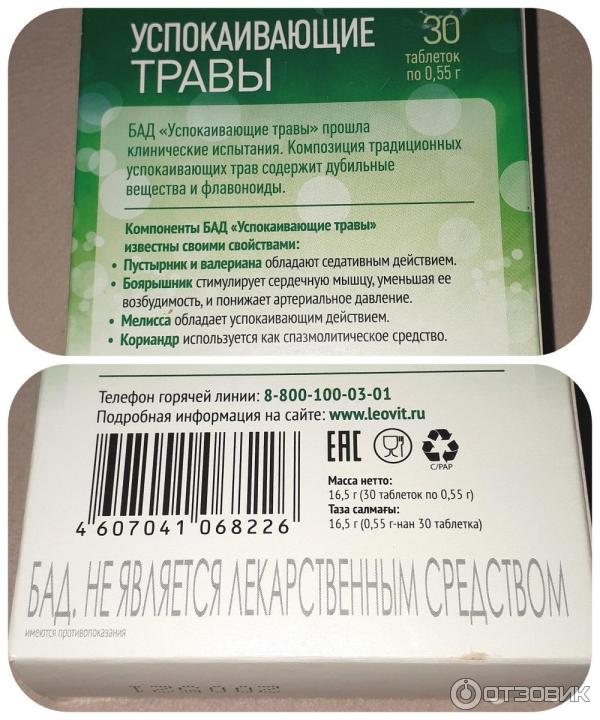 УСПОКАИВАЮЩИЕ
ТРАВЫ
30
таблеток
по 0,55 г
БАД «Успокаивающие травы» прошла
клинические испытания. Композиция традиционных
успокаивающих трав содержит дубильные
вещества и флавоноиды.
Компоненты БАД «Успокаивающие травы»
известны своими свойствами:
• Пустырник и валериана обладают седативным действием.
• Боярышник стимулирует сердечную мышцу, уменьшая ее
возбудимость, и понижает артериальное давление.
• Мелисса обладает успокаивающим действием.
• Кориандр используется как спазмолитическое средство.
Телефон горячей линии: 8-800-100-03-01
Подробная информация на сайте: www.leovit.ru
EAC
C/PAP
Масса нетто:
16,5 г (30 таблеток по 0,55 г)
Таза салмағы:
16,5 г (0,55 г-нан 30 таблетка)
4 607041 068226
БАД. НЕ ЯВЛЯЕТСЯ ЛЕКАРСТВЕННЫМ СРЕДСТВОМ
имеются противопоказания
ОТЗОВИК